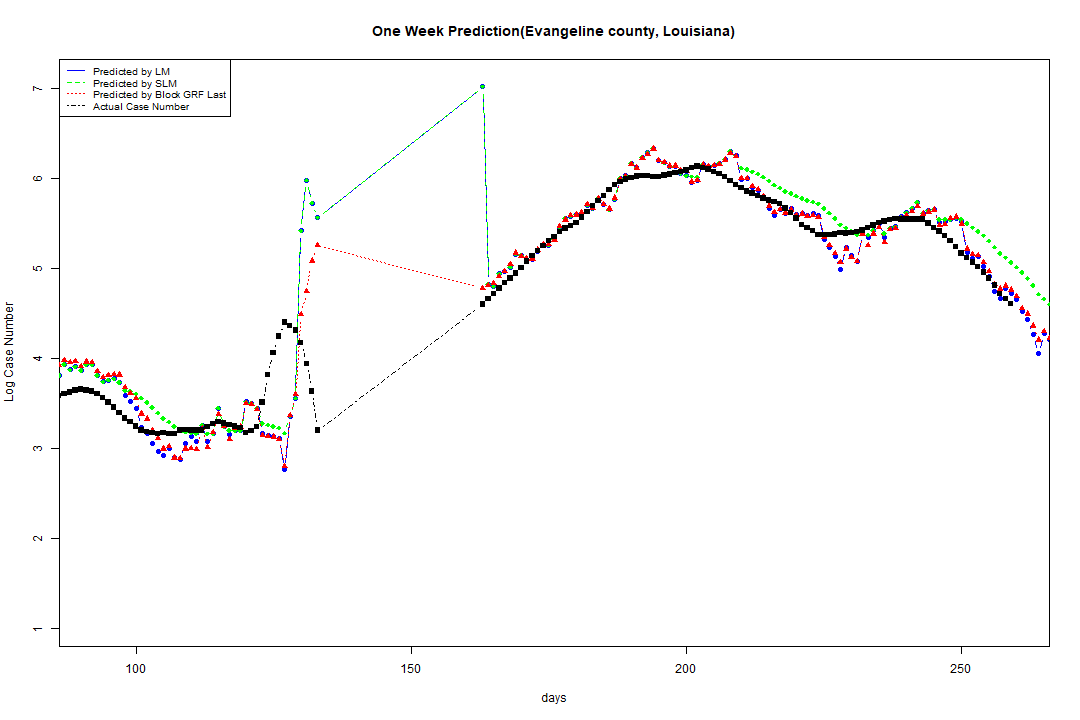 One Week Prediction(Evangeline county, Louisiana)
Predicted by LM
Predicted by SLM
Predicted by Block GRF Last
Actual Case Number
Log Case Number
7
6
5
4
3
2
1
100
150
200
250
days